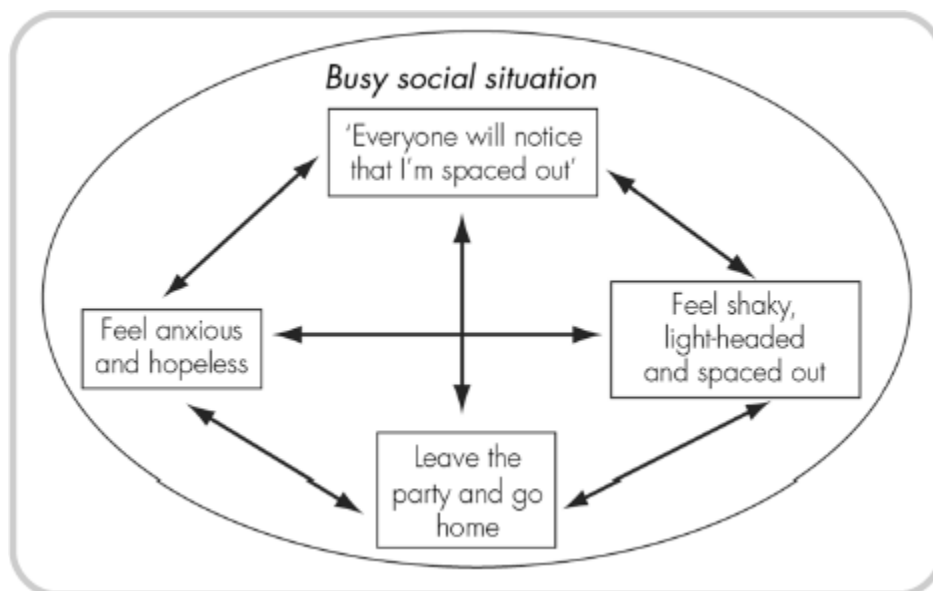 Busy social situation
‘Everyone will notice
that I’m spaced out’
Feel anxious
and hopeless
Feel shaky,
light-headed
and spaced out
Leave the
party and go
home